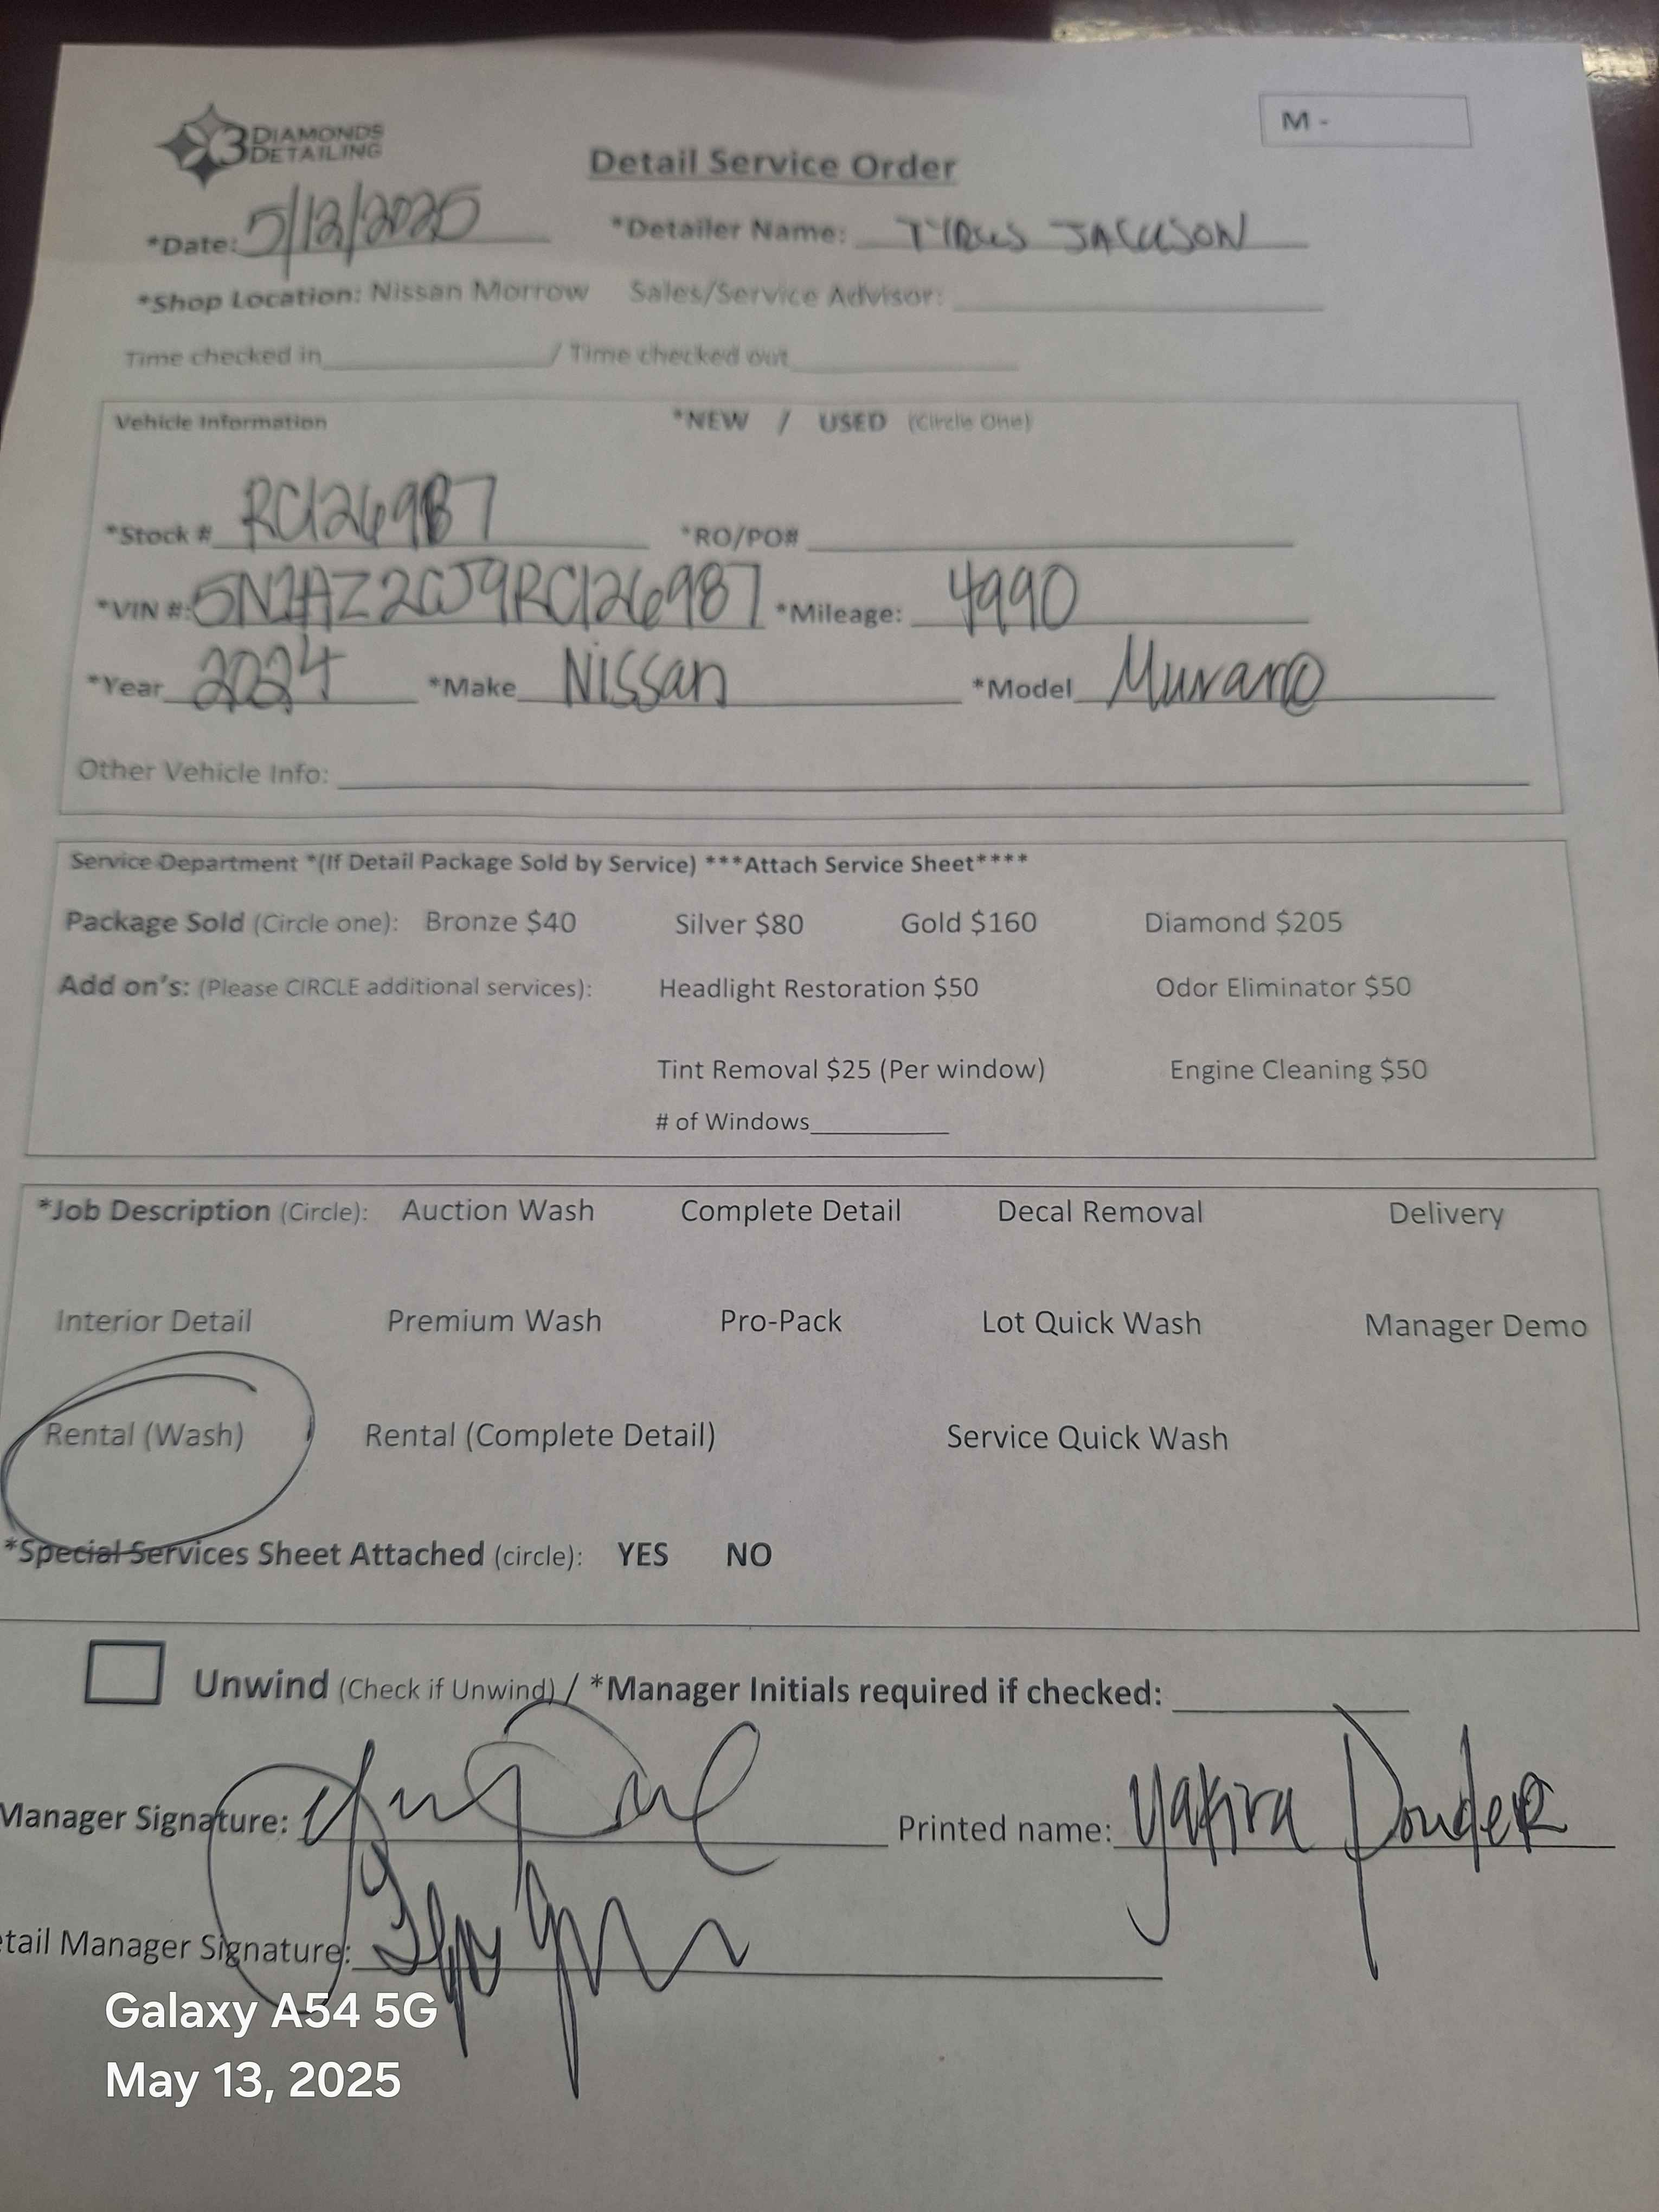 3 DIAMONDS DETAILING
M -
Detail Service Order
*Date: 5/12/2025 *Detailer Name: TYRUS JACKSON
*Shop Location: Nissan Morrow Sales/Service Advisor:
Time checked in / Time checked out
Vehicle Information *NEW / USED (Circle One)
*Stock # RC126987 *RO/PO#
*VIN #: 5N1AZ2CJ9RC126987 *Mileage: 4990
*Year 2024 *Make Nissan *Model Murano
Other Vehicle Info:
Service Department *(If Detail Package Sold by Service) ***Attach Service Sheet****
Package Sold (Circle one): Bronze $40 Silver $80 Gold $160 Diamond $205
Add on's: (Please CIRCLE additional services): Headlight Restoration $50 Odor Eliminator $50
Tint Removal $25 (Per window) Engine Cleaning $50
# of Windows
*Job Description (Circle): Auction Wash Complete Detail Decal Removal Delivery
Interior Detail Premium Wash Pro-Pack Lot Quick Wash Manager Demo
Rental (Wash) Rental (Complete Detail) Service Quick Wash
*Special Services Sheet Attached (circle): YES NO
Unwind (Check if Unwind) / *Manager Initials required if checked:
Manager Signature: Printed name: Yakira Ponder
etail Manager Signature:
Galaxy A54 5G
May 13, 2025